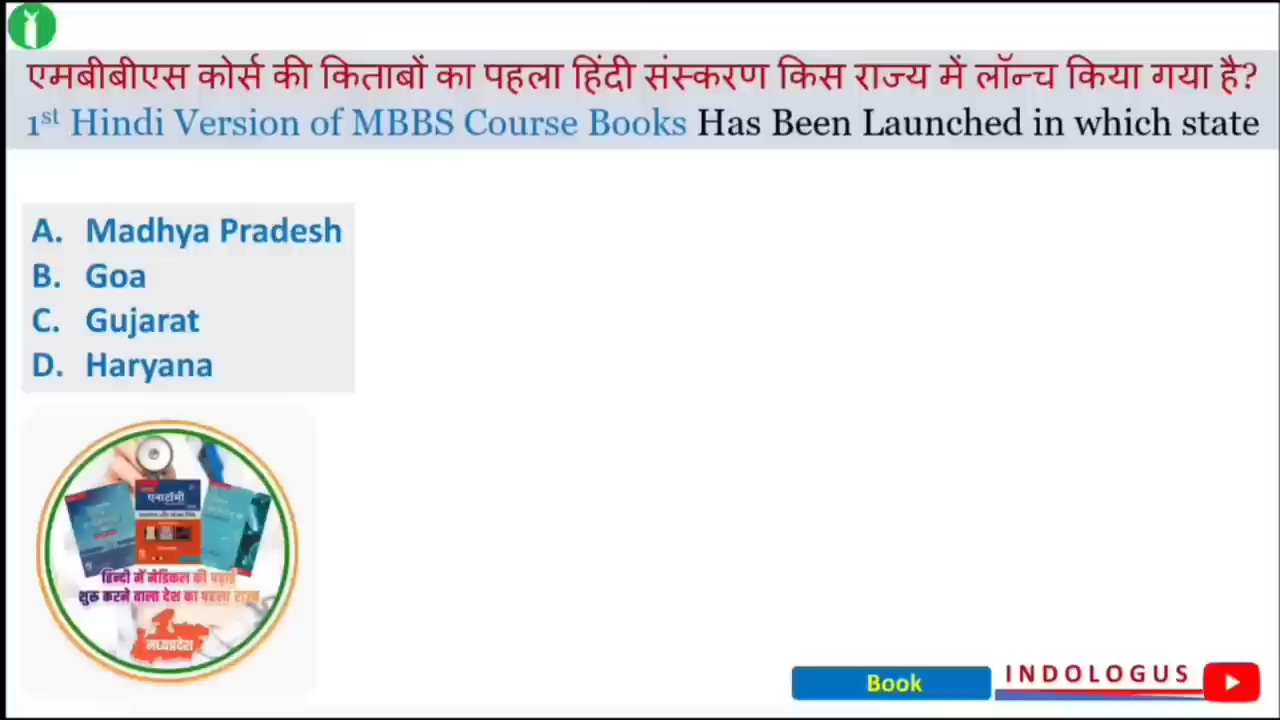 एमबीबीएस कोर्स की किताबों का पहला हिंदी संस्करण किस राज्य में लॉन्च किया गया है?
1st Hindi Version of MBBS Course Books Has Been Launched in which state
A. Madhya Pradesh
B. Goa
C. Gujarat
D. Haryana
एनाटॉमी
हिन्दी में मेडिकल की पढ़ाई
शुरू करने वाला देश का पहला राज्य
मध्यप्रदेश
Book
INDOLOGUS